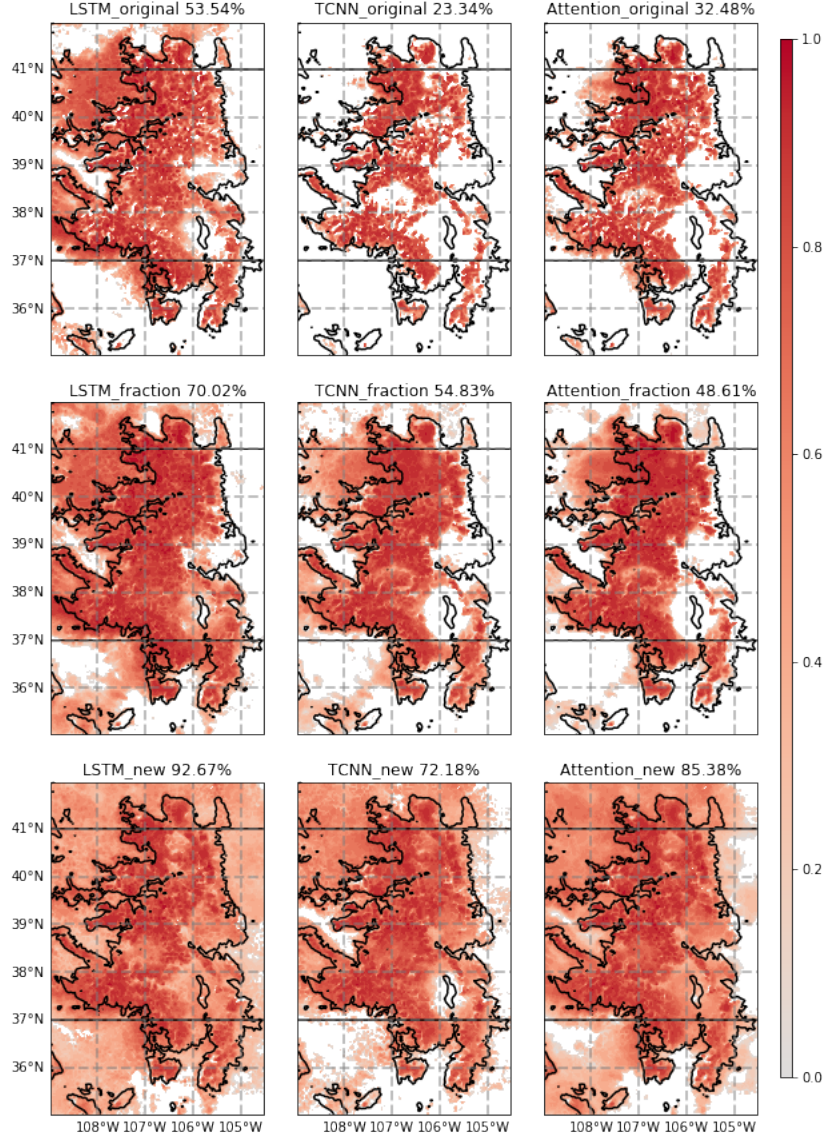 LSTM_original 53.54%
TCNN_original 23.34%
Attention_original 32.48%
1.0
0.8
0.6
0.4
0.2
0.0
41°N
40°N
39°N
38°N
37°N
36°N
LSTM_fraction 70.02%
TCNN_fraction 54.83%
Attention_fraction 48.61%
41°N
40°N
39°N
38°N
37°N
36°N
LSTM_new 92.67%
TCNN_new 72.18%
Attention_new 85.38%
41°N
40°N
39°N
38°N
37°N
36°N
108°W 107°W 106°W 105°W
108°W 107°W 106°W 105°W
108°W 107°W 106°W 105°W